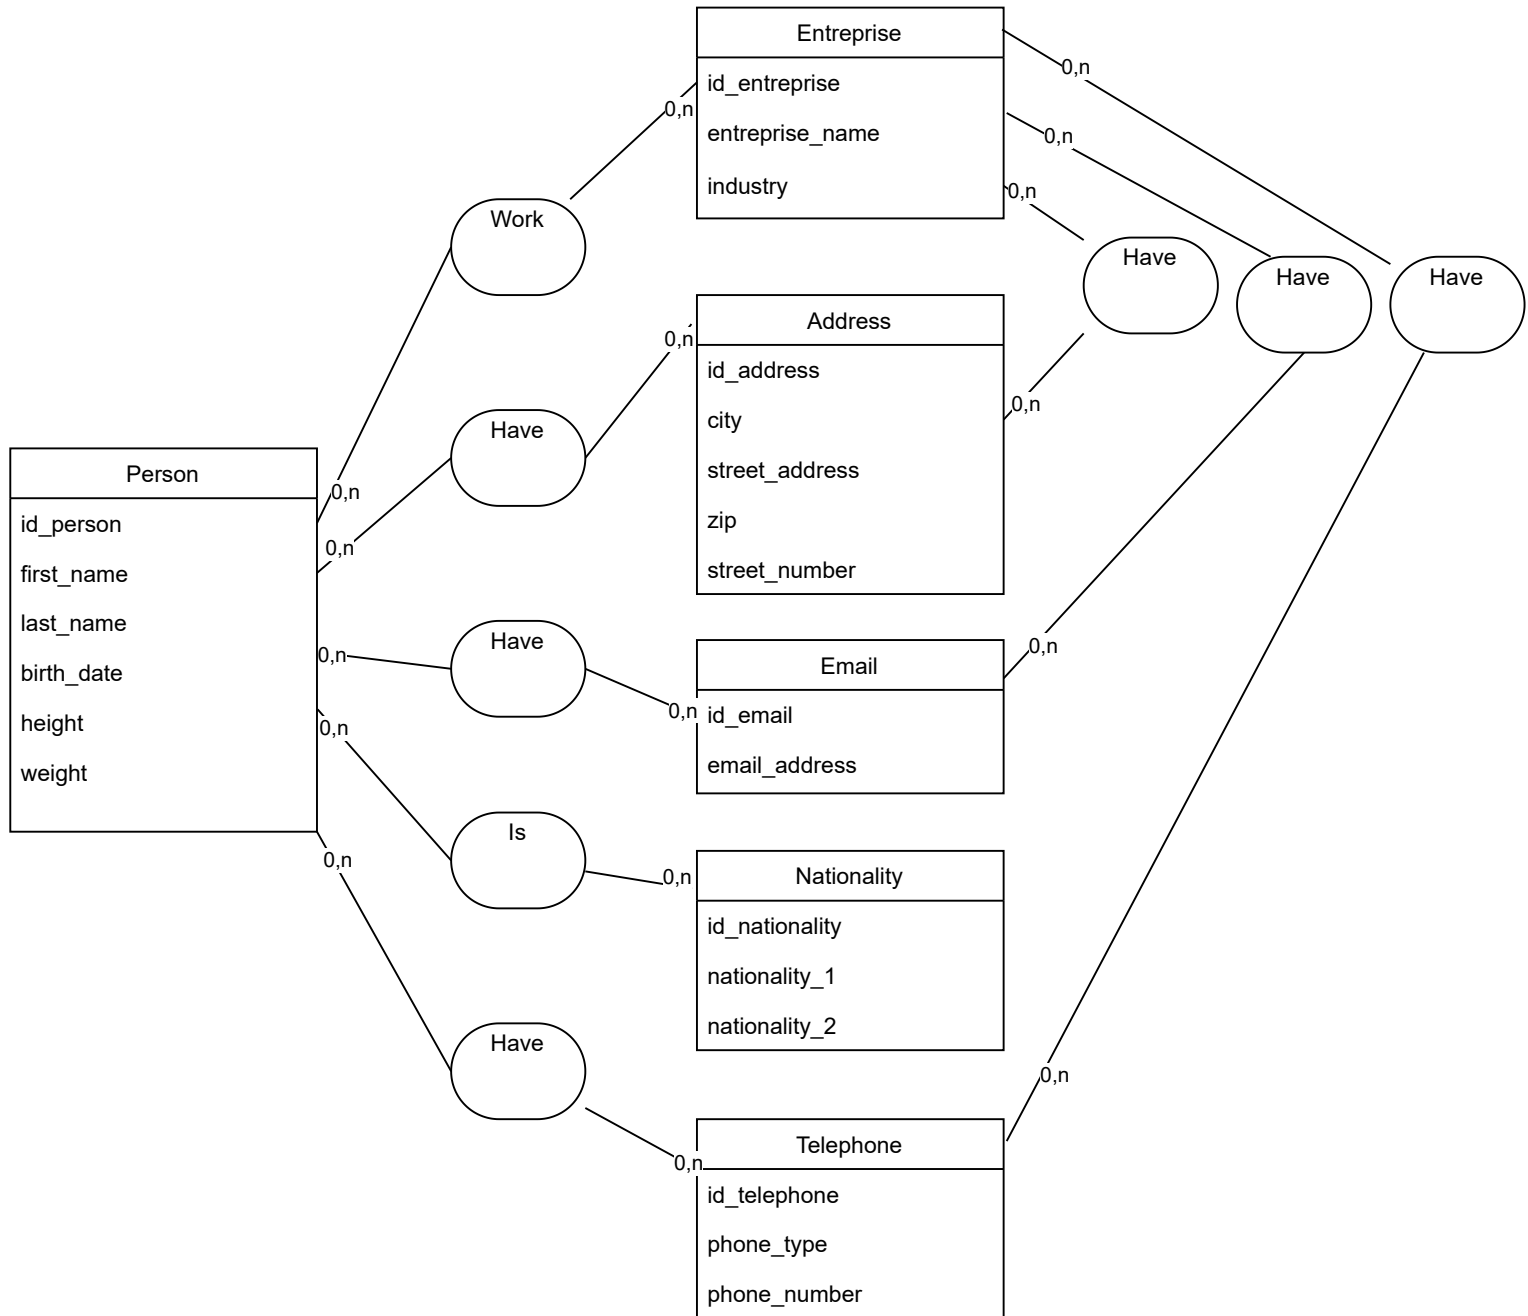 Entreprise
id_entreprise
entreprise_name
industry
0,n
0,n
0,n
0,n
Work
Have
Have
Have
Address
id_address
city
street_address
zip
street_number
0,n
0,n
Have
Person
id_person
first_name
last_name
birth_date
height
weight
0,n
0,n
0,n
0,n
0,n
Have
0,n
0,n
Email
id_email
email_address
Is
0,n
Nationality
id_nationality
nationality_1
nationality_2
Have
0,n
0,n
Telephone
id_telephone
phone_type
phone_number